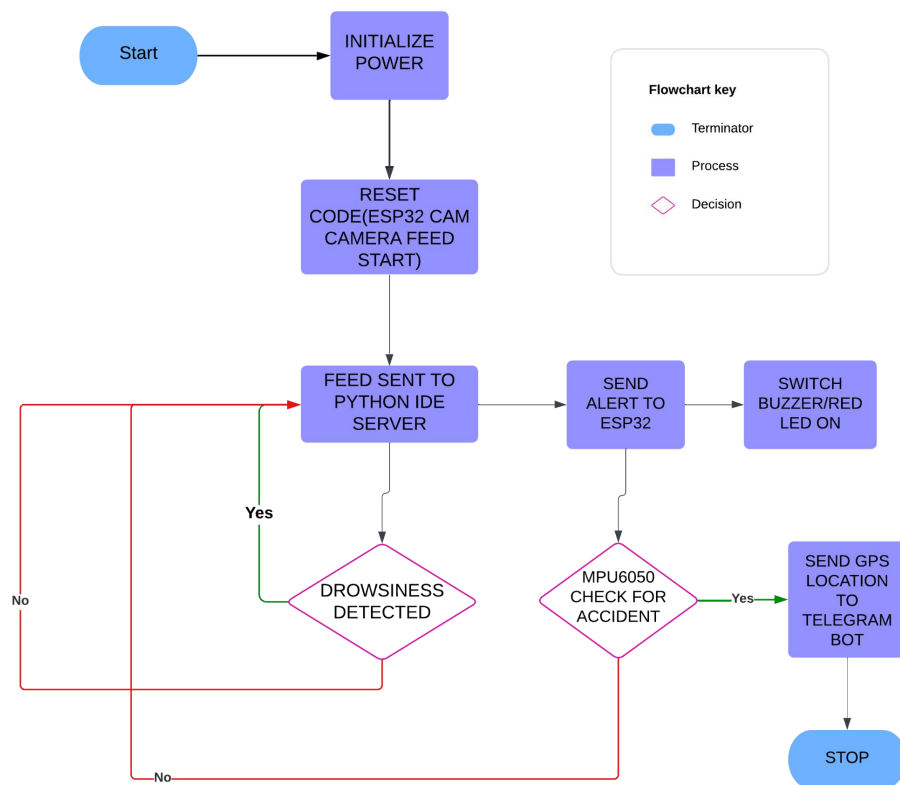 Start
INITIALIZE
POWER
Flowchart key
Terminator
Process
Decision
RESET
CODE(ESP32 CAM
CAMERA FEED
START)
FEED SENT TO
PYTHON IDE
SERVER
SEND
ALERT TO
ESP32
SWITCH
BUZZER/RED
LED ON
Yes
DROWSINESS
DETECTED
No
MPU6050
CHECK FOR
ACCIDENT
Yes
SEND GPS
LOCATION
TO
TELEGRAM
BOT
No
STOP